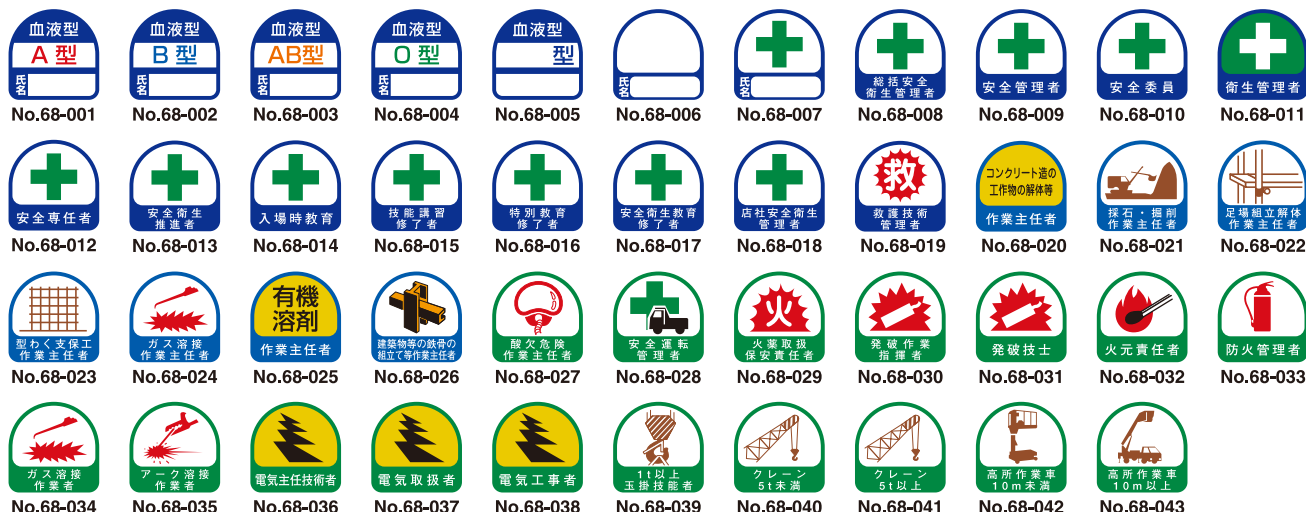 血液型
A型
氏名
No.68-001
血液型
B型
氏名
No.68-002
血液型
AB型
氏名
No.68-003
血液型
O型
氏名
No.68-004
血液型
型
氏名
No.68-005
氏名
No.68-006
氏名
No.68-007
総括安全
衛生管理者
No.68-008
安全管理者
No.68-009
安全委員
No.68-010
衛生管理者
No.68-011
安全専任者
No.68-012
安全衛生
推進者
No.68-013
入場時教育
No.68-014
技能講習
修了者
No.68-015
特別教育
修了者
No.68-016
安全衛生教育
修了者
No.68-017
店社安全衛生
管理者
No.68-018
救
救護技術
管理者
No.68-019
コンクリート造の
工作物の解体等
作業主任者
No.68-020
採石・掘削
作業主任者
No.68-021
足場組立解体
作業主任者
No.68-022
型わく支保工
作業主任者
No.68-023
ガス溶接
作業主任者
No.68-024
有機
溶剤
作業主任者
No.68-025
建築物等の鉄骨の
組立て等作業主任者
No.68-026
酸欠危険
作業主任者
No.68-027
安全運転
管理者
No.68-028
火
火薬取扱
保安責任者
No.68-029
発破作業
指揮者
No.68-030
発破技士
No.68-031
火元責任者
No.68-032
防火管理者
No.68-033
ガス溶接
作業者
No.68-034
アーク溶接
作業者
No.68-035
電気主任技術者
No.68-036
電気取扱者
No.68-037
電気工事者
No.68-038
1t以上
玉掛技能者
No.68-039
クレーン
5t未満
No.68-040
クレーン
5t以上
No.68-041
高所作業車
10m未満
No.68-042
高所作業車
10m以上
No.68-043